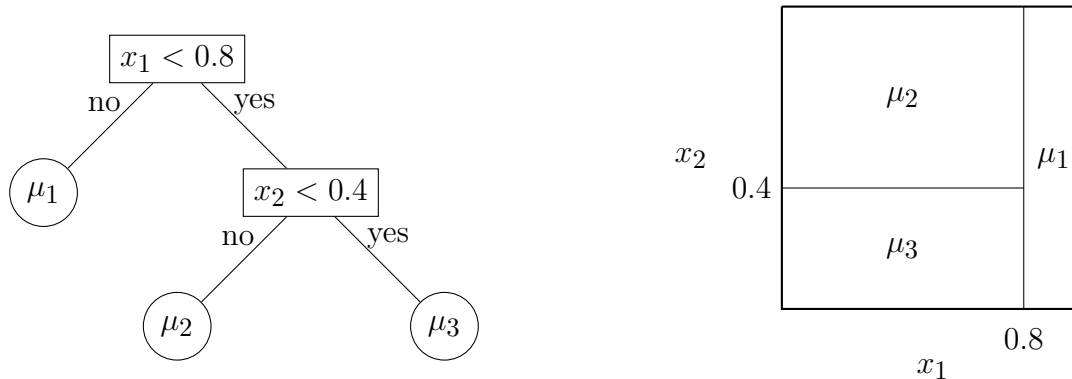 x₁ < 0.8
no
yes
μ₁
x₂ < 0.4
no
yes
μ₂
μ₃
μ₂
x₂
μ₁
0.4
μ₃
0.8
x₁